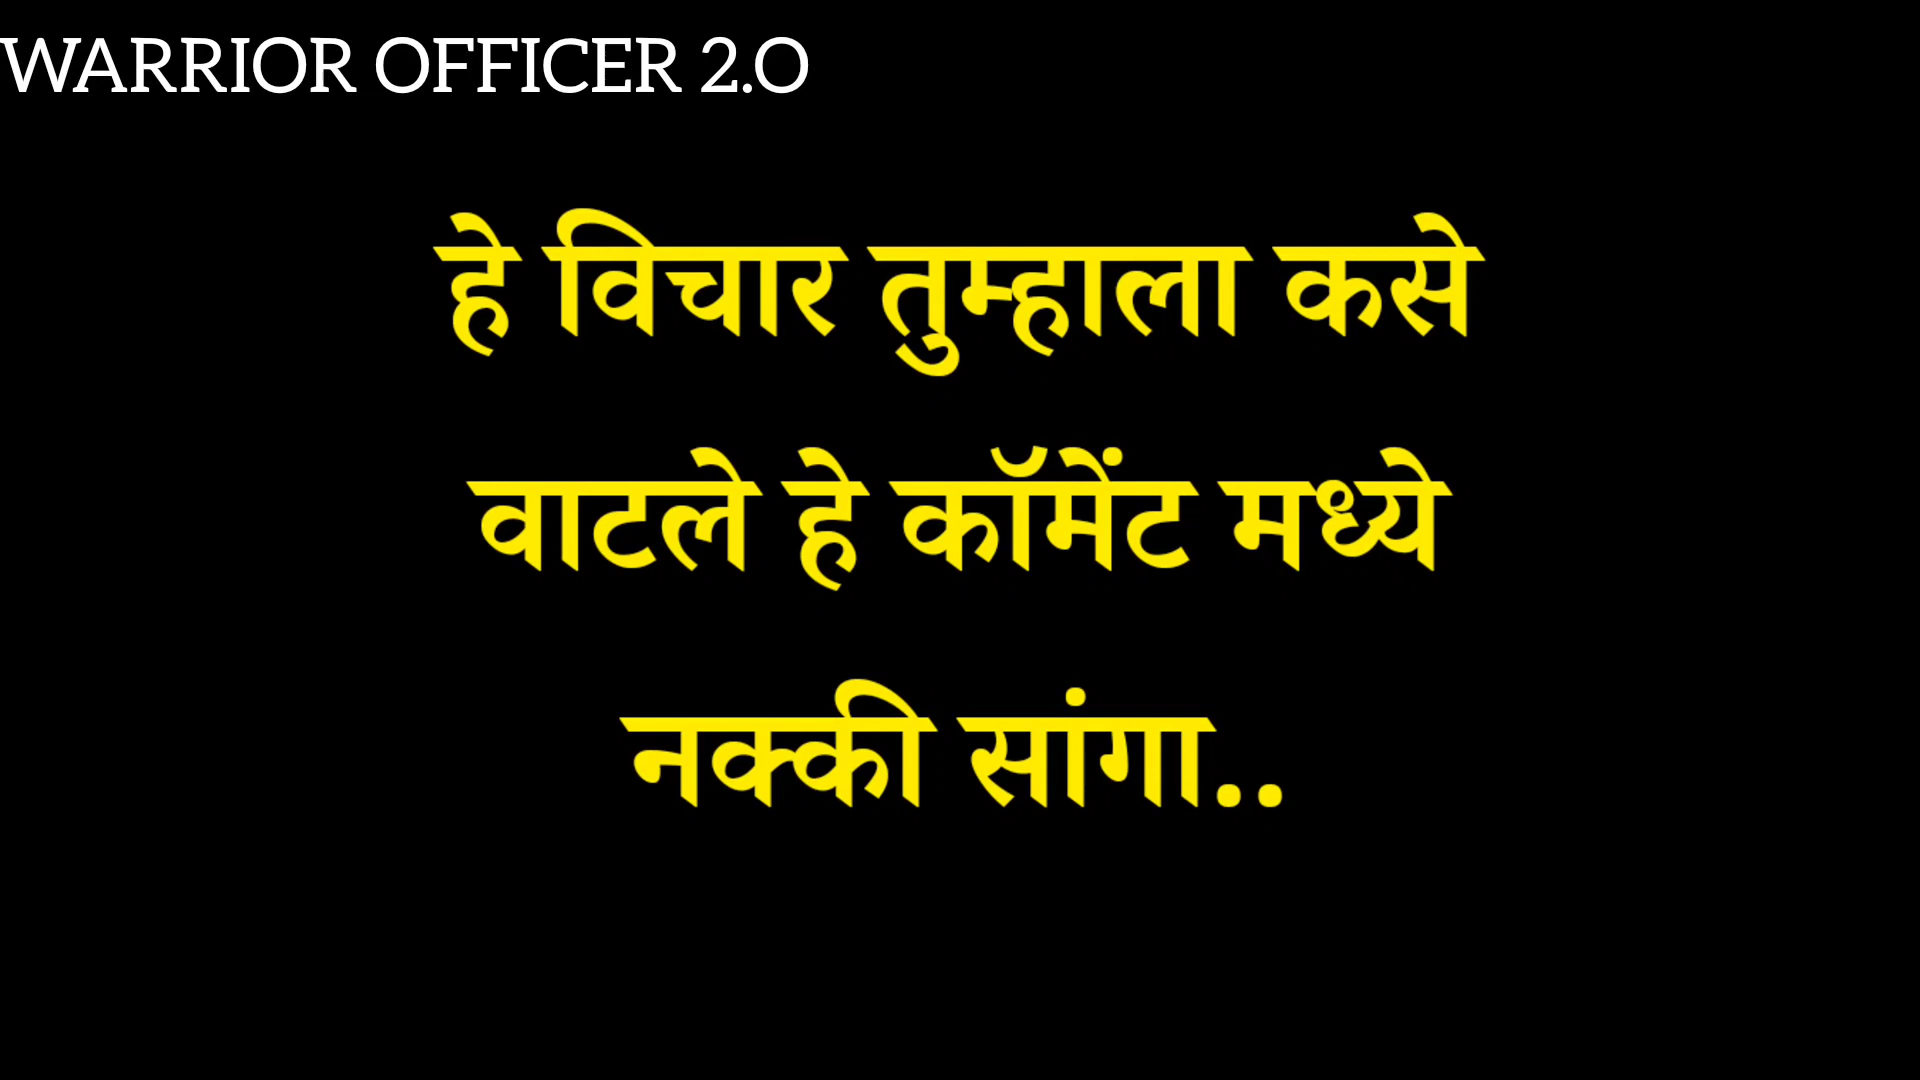 WARRIOR OFFICER 2.O
हे विचार तुम्हाला कसे
वाटले हे कॉमेंट मध्ये
नक्की सांगा..